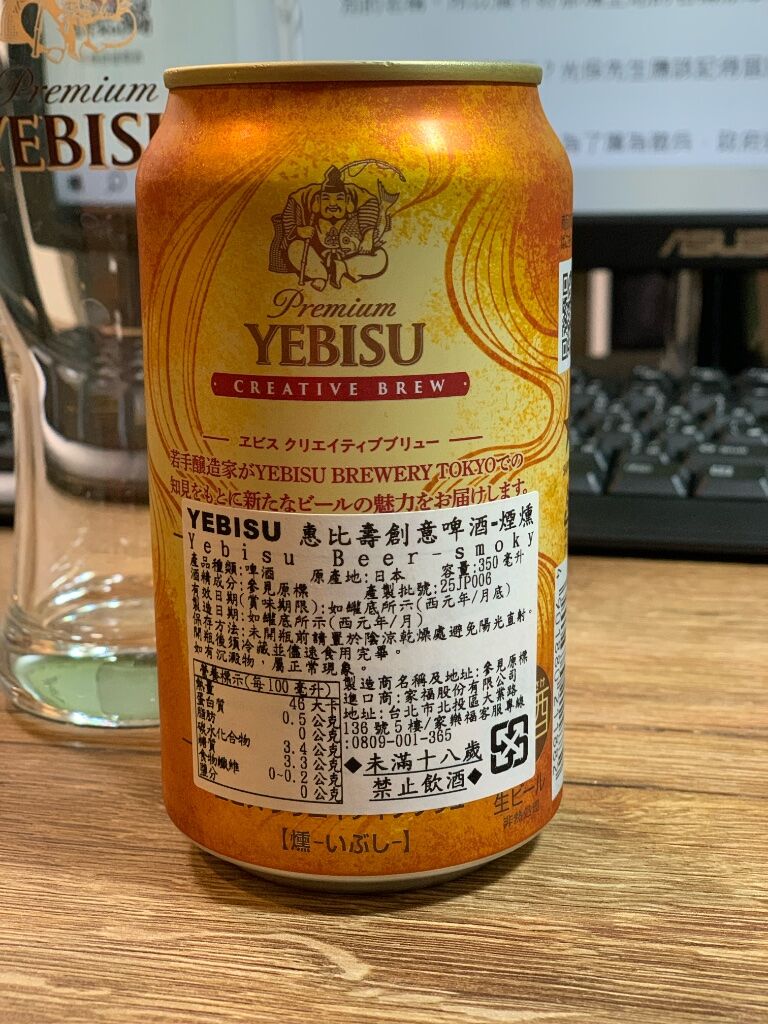 Premium
YEBIS
ASUS
Premium
YEBISU
CREATIVE BREW
ヱビス クリエイティブブリュー
若手醸造家がYEBISU BREWERY TOKYOでの
知見をもとに新たなビールの魅力をお届けします。
YEBISU 惠比壽創意啤酒-煙燻
Yebisu Beer-smoky
產品種類:啤酒 原產地:日本 容量:350毫升
酒精成分:參見原標 產製批號:25JP006
有效日期(賞味期限):如罐底所示(西元年/月底)
製造日期:如罐底所示(西元年/月)
保存方法:未開瓶前請置於陰涼乾燥處避免陽光直射。
開瓶後須冷藏並儘速食用完畢。
如有沉澱物,屬正常現象。
營養標示(每100毫升)
熱量 46 大卡
蛋白質 0.5 公克
脂肪 0 公克
碳水化合物 3.4 公克
糖質 3.3 公克
食物纖維 0~0.2 公克
鹽分 0 公克
製造商名稱及地址:參見原標
進口商:家福股份有限公司
地址:台北市北投區大業路
136號5樓/家樂福客服專線
:0809-001-365
◆未滿十八歲
禁止飲酒◆
酒
生ビール
非熱処理
【燻-いぶし-】